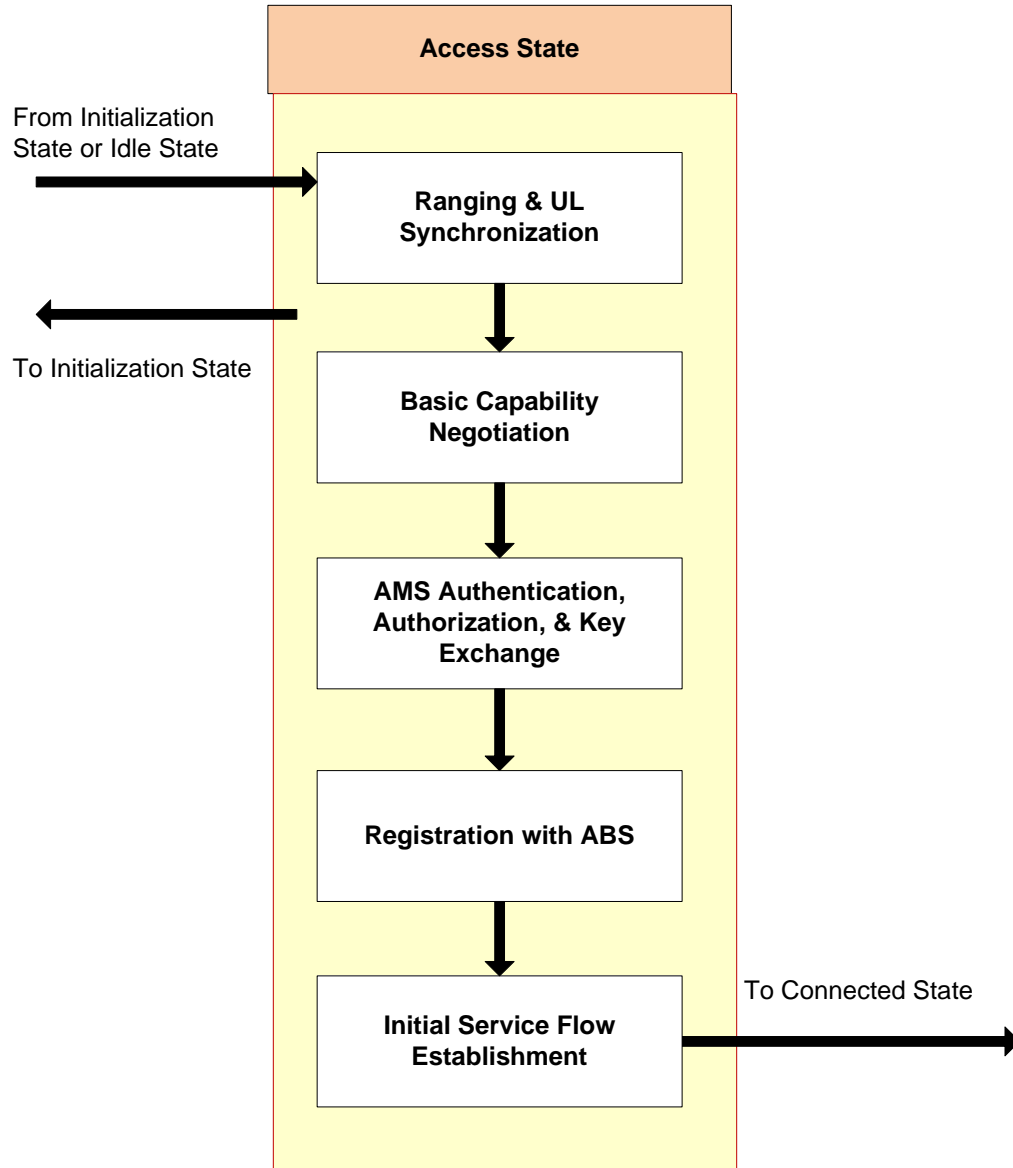 Access State
From Initialization
State or Idle State
Ranging & UL
Synchronization
To Initialization State
Basic Capability
Negotiation
AMS Authentication,
Authorization, & Key
Exchange
Registration with ABS
To Connected State
Initial Service Flow
Establishment